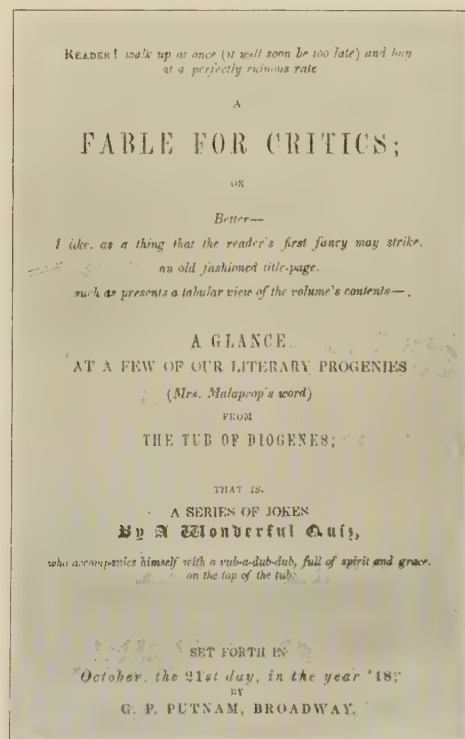 READER! walk up at once (it will soon be too late) and buy
at a perfectly ruinous rate
A
FABLE FOR CRITICS;
OR
Better—
I like, as a thing that the reader's first fancy may strike,
an old fashioned title-page,
such as presents a tabular view of the volume's contents—
A GLANCE
AT A FEW OF OUR LITERARY PROGENIES
(Mrs. Malaprop's word)
FROM
THE TUB OF DIOGENES;
THAT IS,
A SERIES OF JOKES
By A Wonderful Quiz,
who accompanies himself with a rub-a-dub-dub, full of spirit and grace,
on the top of the tub.
SET FORTH IN
October, the 21st day, in the year '48,
BY
G. P. PUTNAM, BROADWAY.